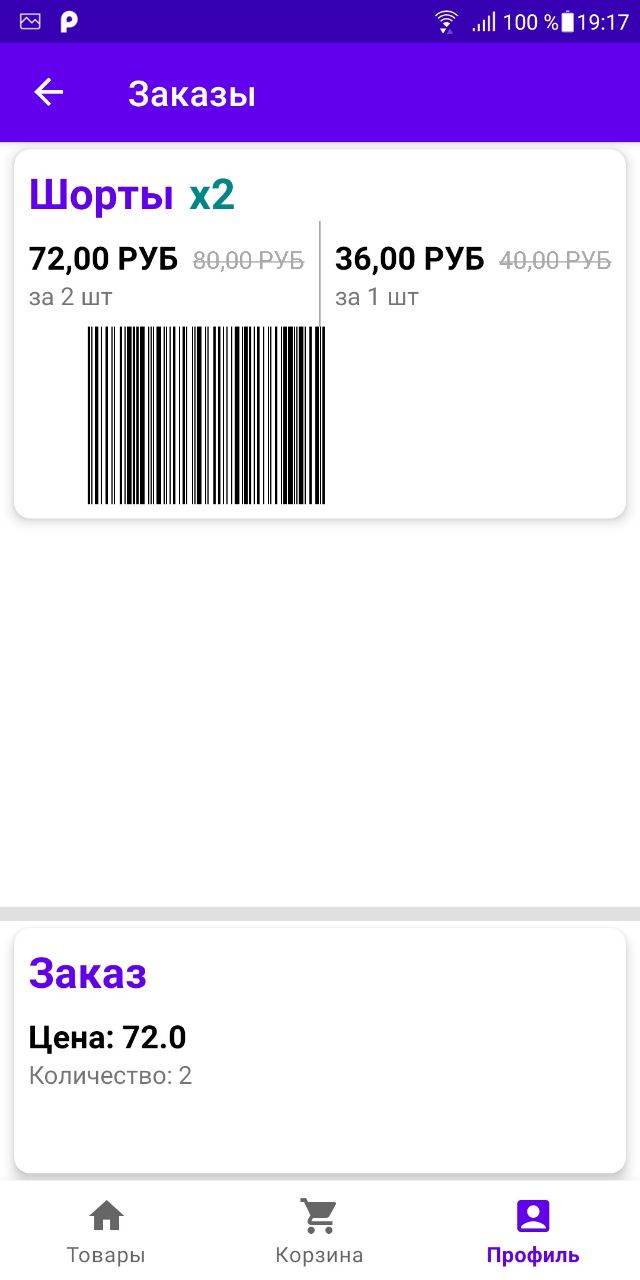 100 % 19:17
Заказы
Шорты x2
72,00 РУБ 80,00 РУБ 36,00 РУБ 40,00 РУБ
за 2 шт за 1 шт
Заказ
Цена: 72.0
Количество: 2
Товары Корзина Профиль